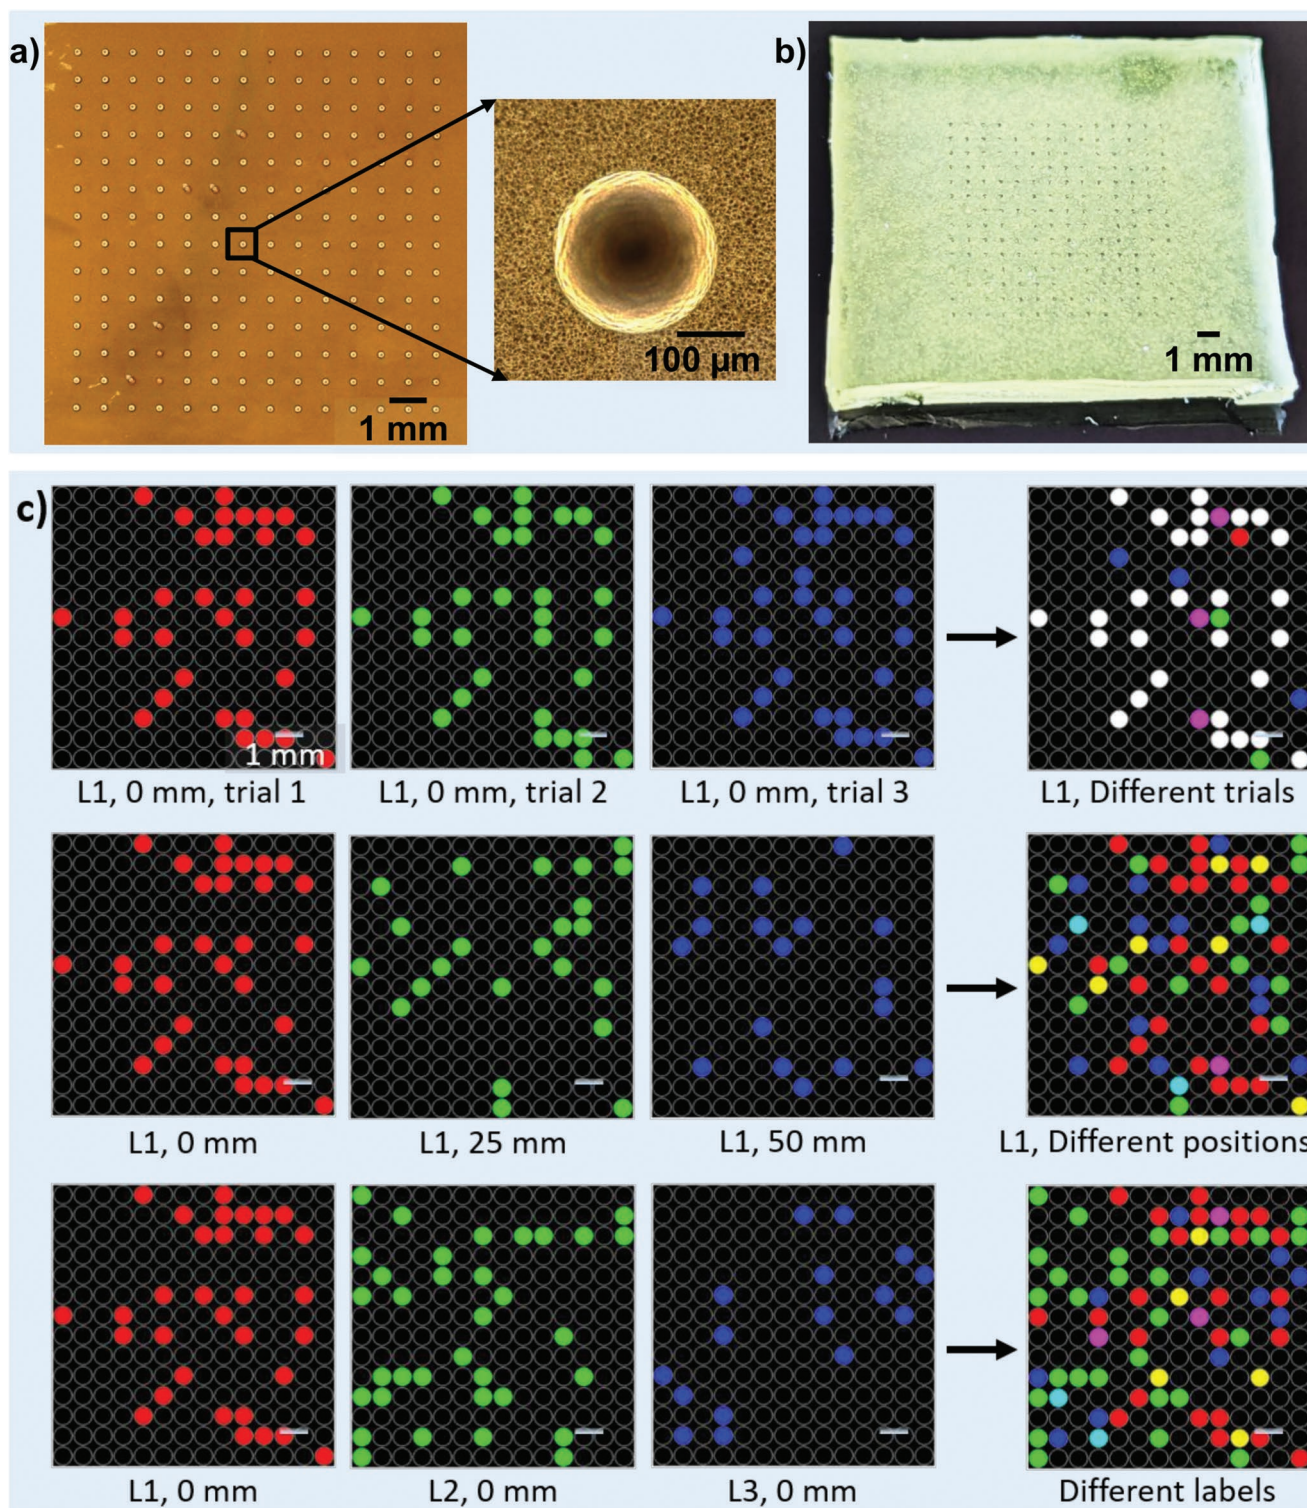 a)
b)
100 µm
1 mm
1 mm
c)
1 mm
L1, 0 mm, trial 1
L1, 0 mm, trial 2
L1, 0 mm, trial 3
L1, Different trials
L1, 0 mm
L1, 25 mm
L1, 50 mm
L1, Different positions
L1, 0 mm
L2, 0 mm
L3, 0 mm
Different labels